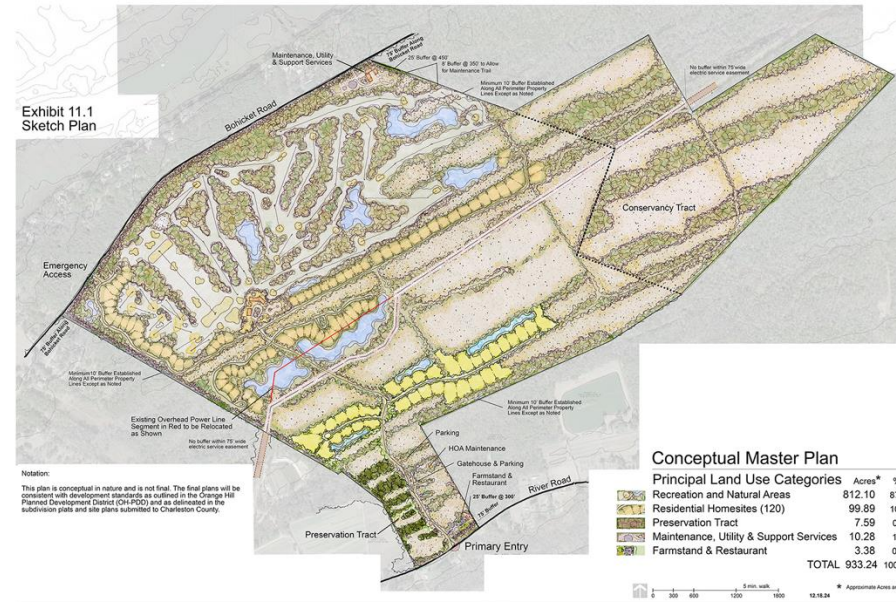 75' Buffer Along
Bohicket Road
Maintenance, Utility
& Support Services
25' Buffer @ 450'
8' Buffer @ 350' to Allow
for Maintenance Trail
No buffer within 75' wide
electric service easement
Minimum 10' Buffer Established
Along All Perimeter Property
Lines Except as Noted
Exhibit 11.1
Sketch Plan
Bohicket Road
Conservancy Tract
Emergency
Access
75' Buffer Along
Bohicket Road
Minimum 10' Buffer Established
Along All Perimeter Property
Lines Except as Noted
Minimum 10' Buffer Established
Along All Perimeter Property
Lines Except as Noted
Existing Overhead Power Line
Segment in Red to be Relocated
as Shown
No buffer within 75' wide
electric service easement
Parking
HOA Maintenance
Gatehouse & Parking
Farmstand &
Restaurant
25' Buffer @ 300'
75' Buffer
River Road
Notation:
This plan is conceptual in nature and is not final. The final plans will be
consistent with development standards as outlined in the Orange Hill
Planned Development District (OH-PDD) and as delineated in the
subdivision plats and site plans submitted to Charleston County.
Preservation Tract
Primary Entry
Conceptual Master Plan
Principal Land Use Categories Acres*
Recreation and Natural Areas 812.10
Residential Homesites (120) 99.89
Preservation Tract 7.59
Maintenance, Utility & Support Services 10.28
Farmstand & Restaurant 3.38
TOTAL 933.24
5 min. walk
0 300 600 1200 1800
12.18.24
* Approximate Acres